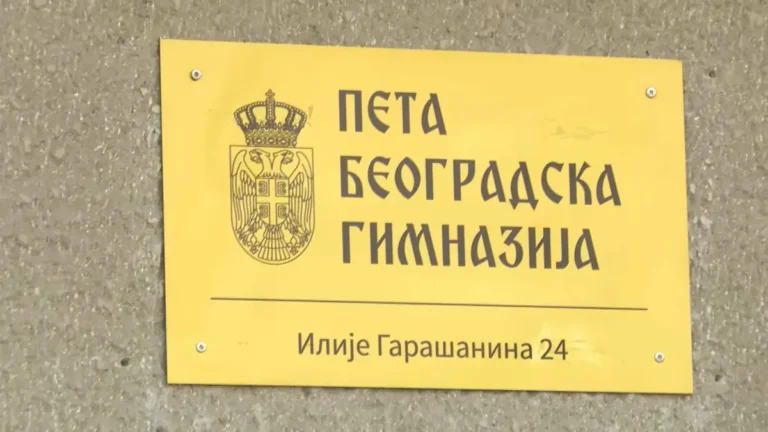 ПЕТА
БЕОГРАДСКА
ГИМНАЗИЈА
Илије Гарашанина 24